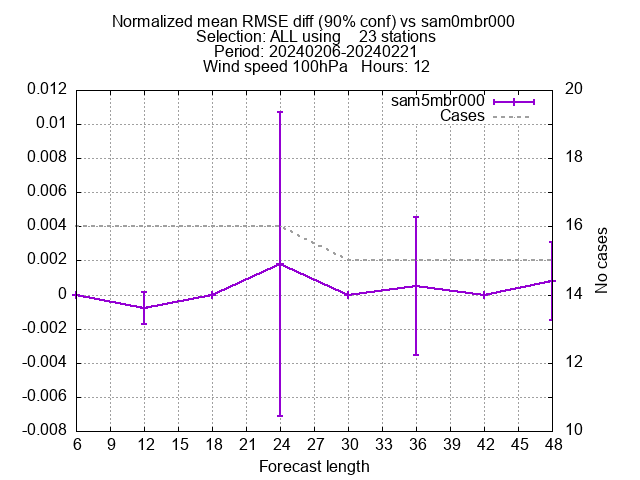 Normalized mean RMSE diff (90% conf) vs sam0mbr000
Selection: ALL using    23 stations
Period: 20240206-20240221
Wind speed 100hPa   Hours: 12
sam5mbr000
Cases
0.012
0.01
0.008
0.006
0.004
0.002
0
-0.002
-0.004
-0.006
-0.008
20
18
16
14
12
10
No cases
6 9 12 15 18 21 24 27 30 33 36 39 42 45 48
Forecast length